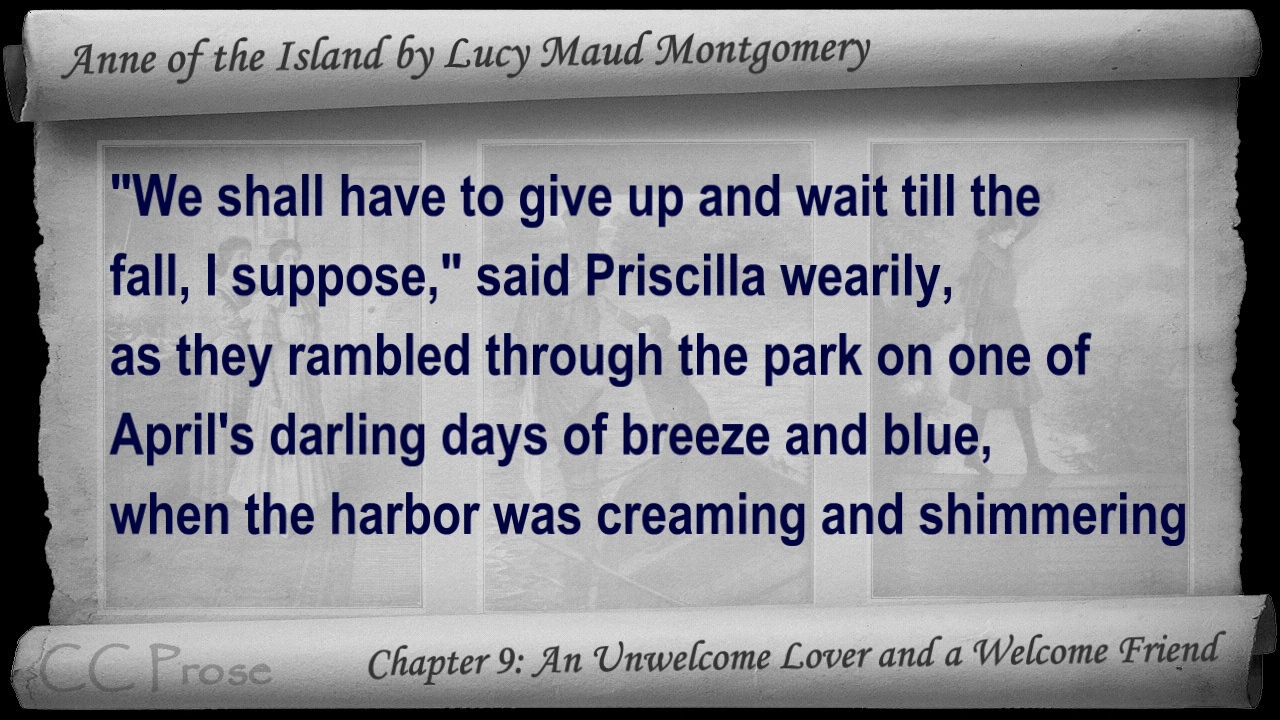 Anne of the Island by Lucy Maud Montgomery
"We shall have to give up and wait till the
fall, I suppose," said Priscilla wearily,
as they rambled through the park on one of
April's darling days of breeze and blue,
when the harbor was creaming and shimmering
CC Prose
Chapter 9: An Unwelcome Lover and a Welcome Friend